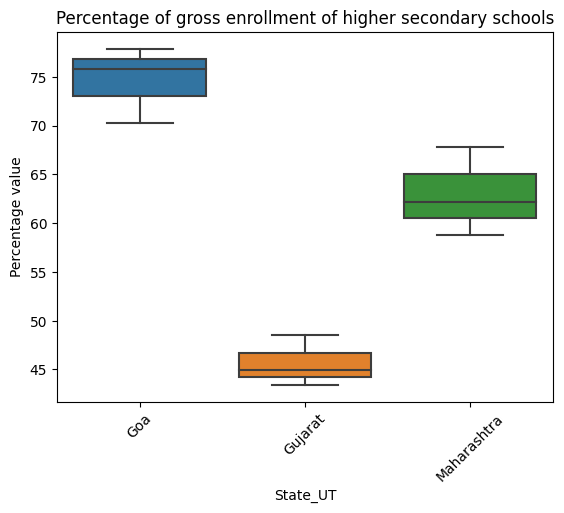 Percentage of gross enrollment of higher secondary schools
Percentage value
75
70
65
60
55
50
45
Goa
Gujarat
Maharashtra
State_UT